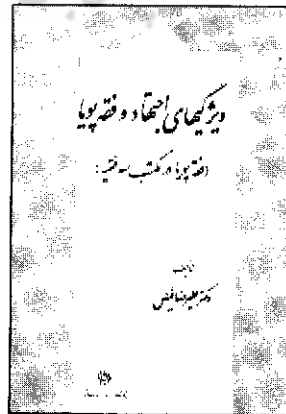 ویژگیهای اجتهاد و فقه پویا
فقه پویا در مکتب سه فقیه:
تألیف
دکتر علیرضا فیض